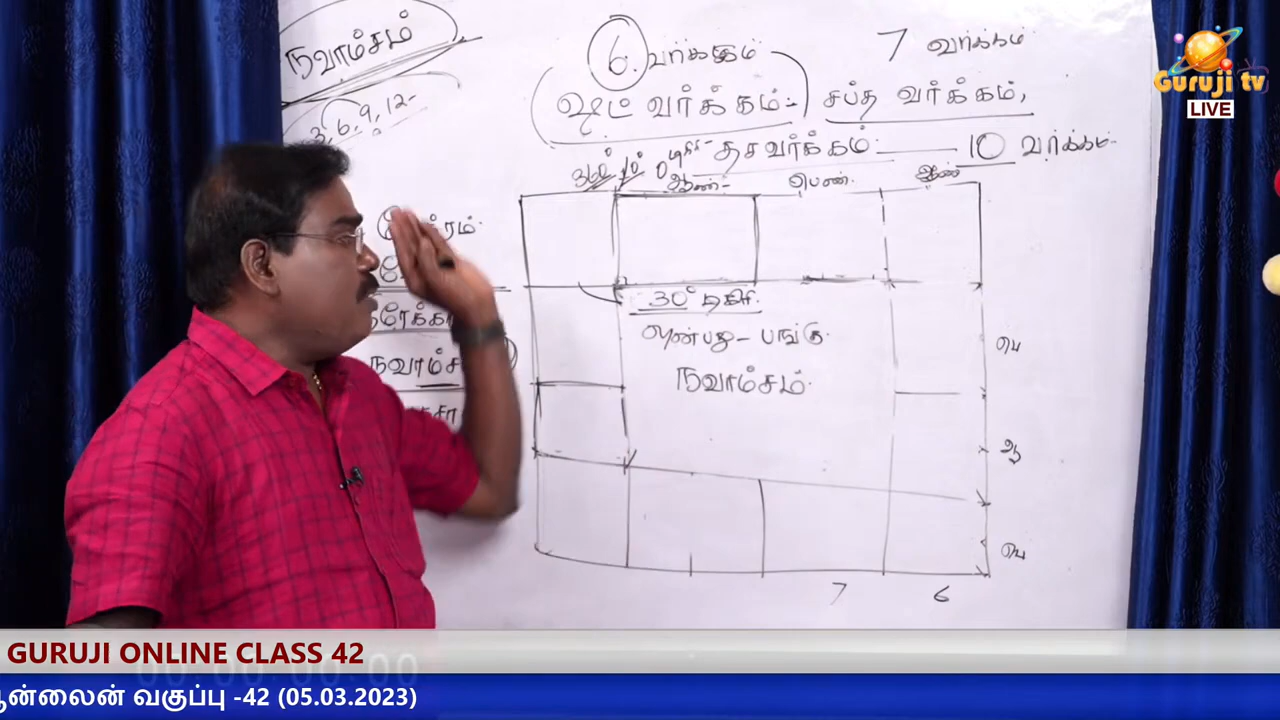 நவாம்சம்
3, 6, 9, 12-
6. வர்க்கம்
7 வர்க்கம்
ஷட் வர்க்கம்- சப்த வர்க்கம்,
தசவர்க்கம் 10 வர்க்கம்
ஆண்- பெண். ஆண்
30° டிகிரி.
ஒன்பது - பங்கு.
நவாம்சம்.
நவாம்ச
பெ
ஆ
பெ
7 6
Guruji tv
LIVE
GURUJI ONLINE CLASS 42
ஆன்லைன் வகுப்பு -42 (05.03.2023)